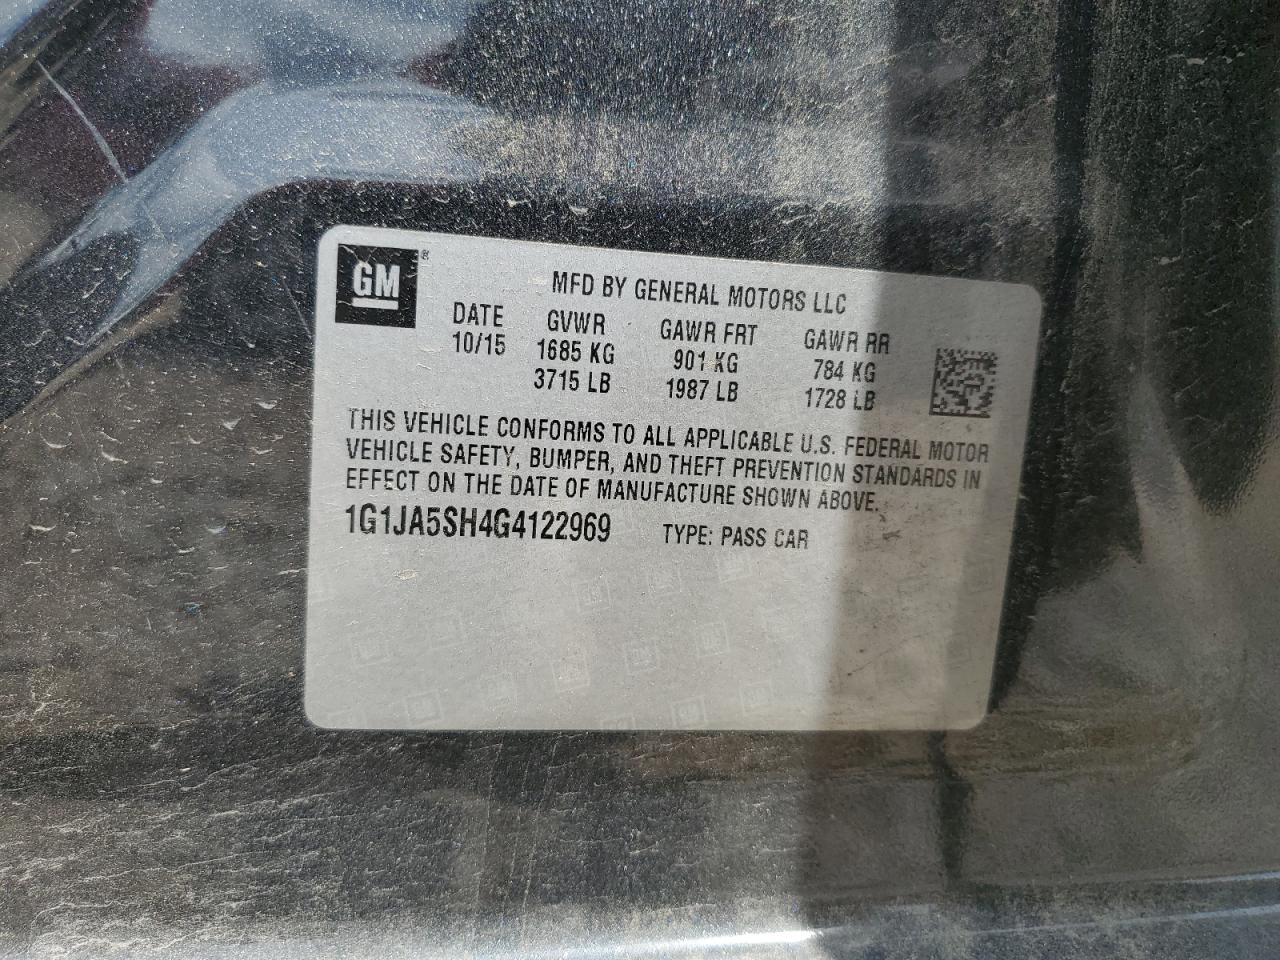 GM ®
MFD BY GENERAL MOTORS LLC
DATE GVWR GAWR FRT GAWR RR
10/15 1685 KG 901 KG 784 KG
3715 LB 1987 LB 1728 LB
THIS VEHICLE CONFORMS TO ALL APPLICABLE U.S. FEDERAL MOTOR
VEHICLE SAFETY, BUMPER, AND THEFT PREVENTION STANDARDS IN
EFFECT ON THE DATE OF MANUFACTURE SHOWN ABOVE.
1G1JA5SH4G4122969 TYPE: PASS CAR